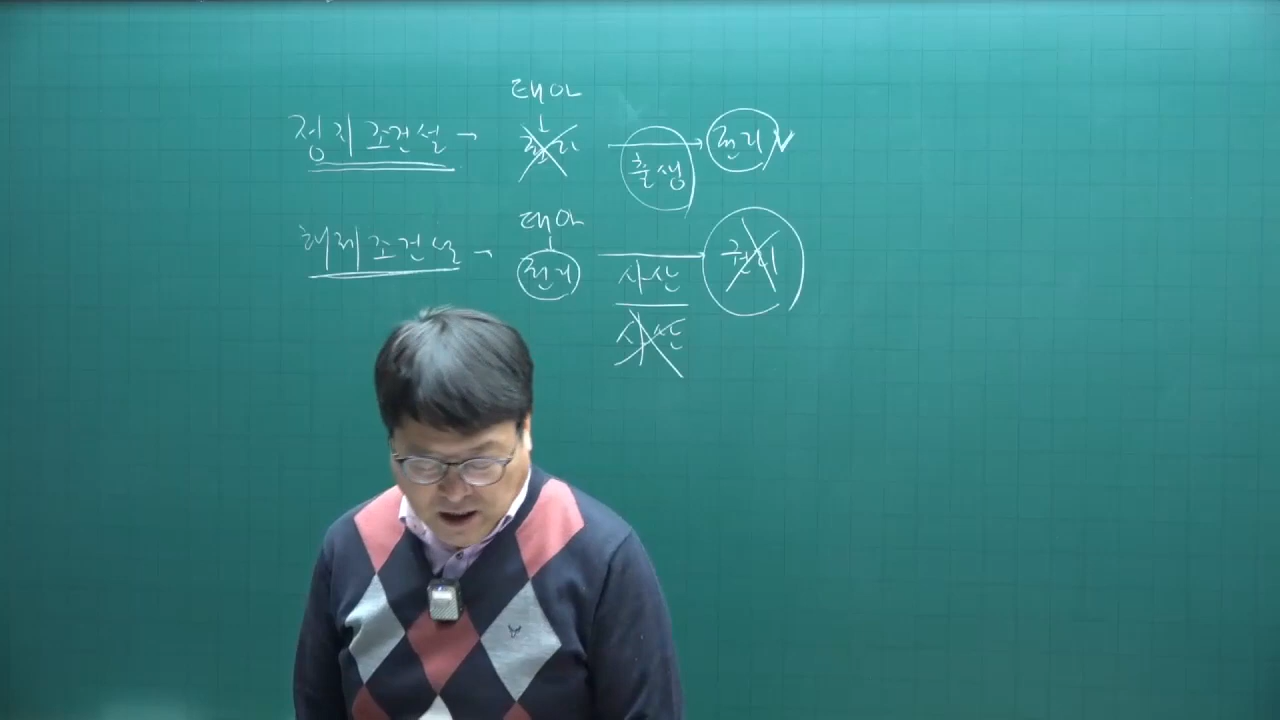 태아
정지조건설 → 권리 출생 → 권리 ✓
태아
해제조건설 → 권리 사산 권리
사산